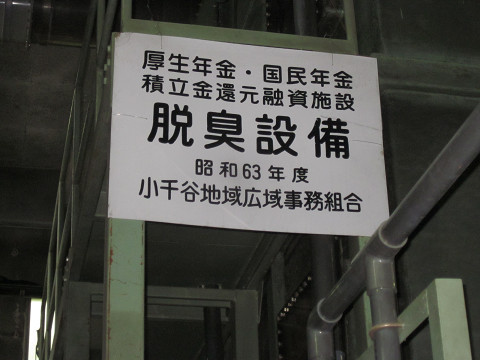 厚生年金・国民年金
積立金還元融資施設
脱臭設備
昭和63年度
小千谷地域広域事務組合